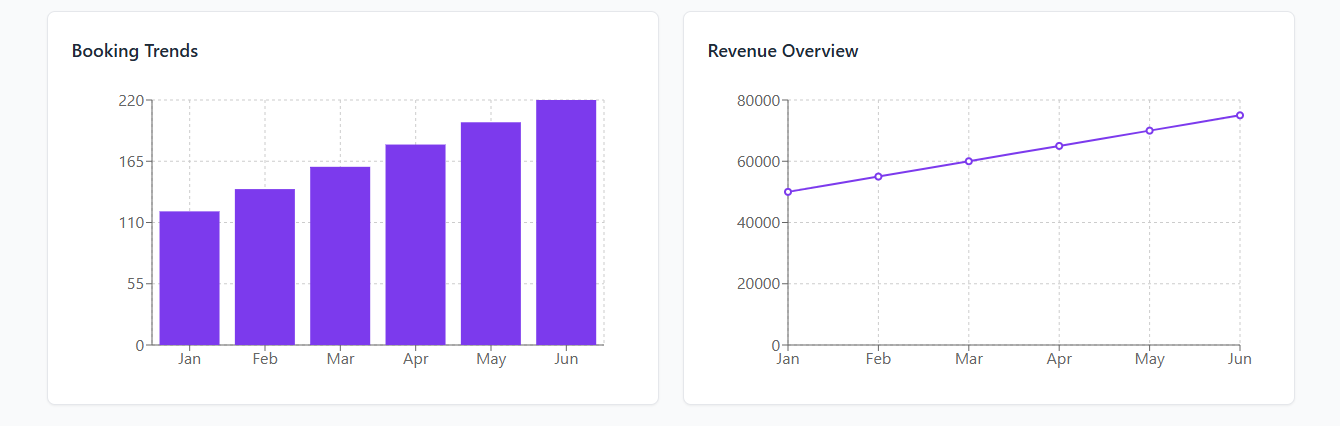 Booking Trends
220
165
110
55
0
Jan Feb Mar Apr May Jun
Revenue Overview
80000
60000
40000
20000
0
Jan Feb Mar Apr May Jun